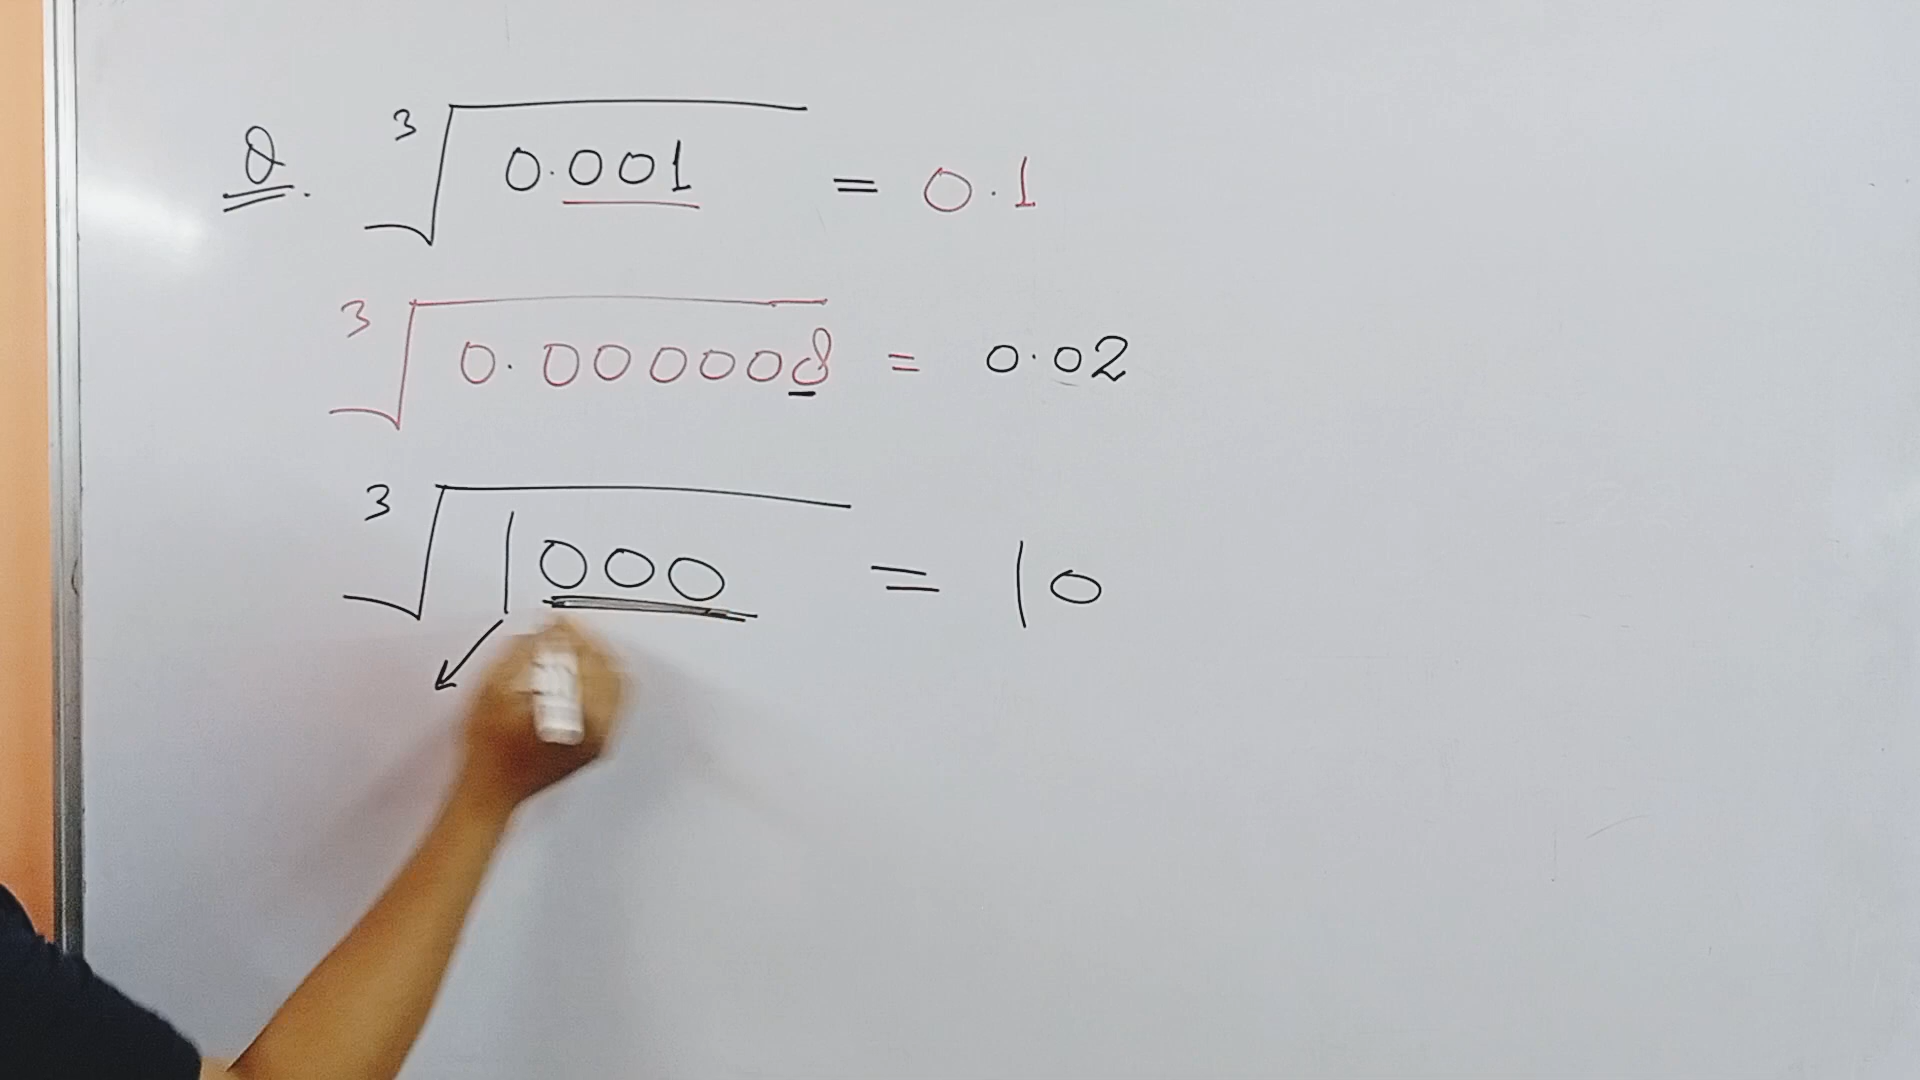 Q. ∛0.001 = 0.1
∛0.000008 = 0.02
∛1000 = 10